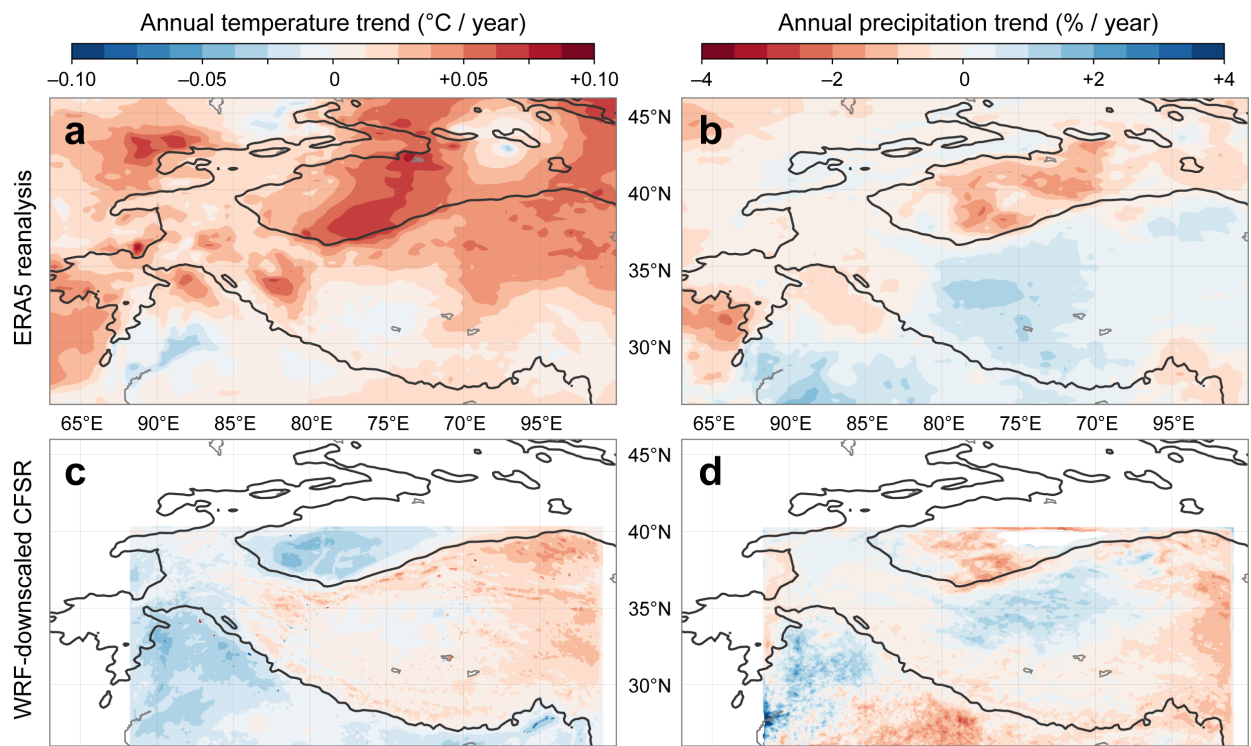 Annual temperature trend (°C / year)
Annual precipitation trend (% / year)
–0.10 –0.05 0 +0.05 +0.10
–4 –2 0 +2 +4
ERA5 reanalysis
a
b
45°N
40°N
35°N
30°N
65°E 90°E 85°E 80°E 75°E 70°E 95°E
65°E 90°E 85°E 80°E 75°E 70°E 95°E
WRF-downscaled CFSR
c
d
45°N
40°N
35°N
30°N